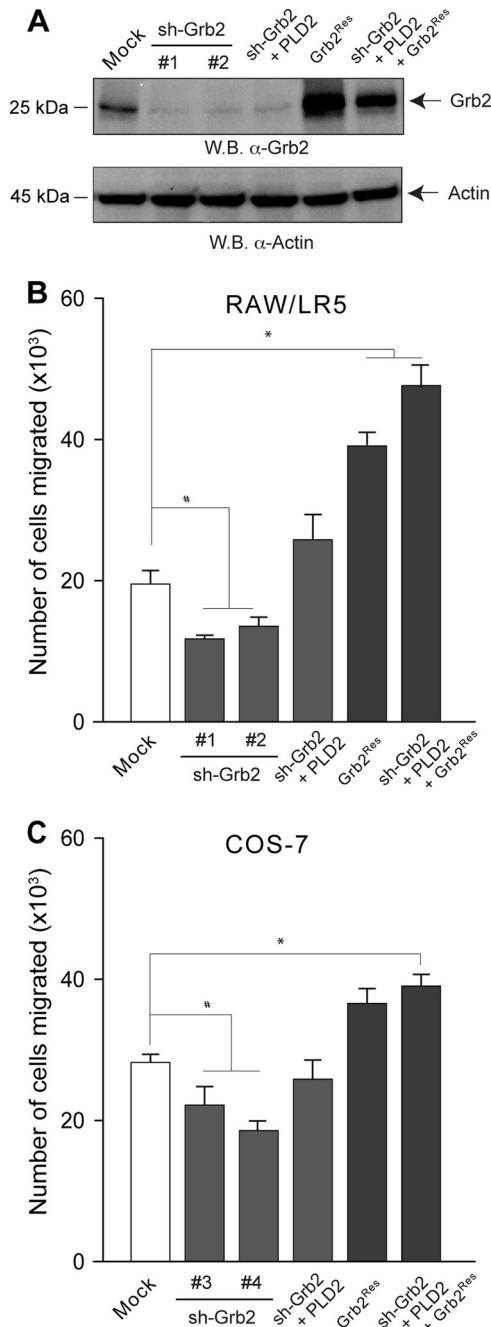 A
Mock
sh-Grb2
#1 #2
sh-Grb2
+ PLD2
Grb2Res
sh-Grb2
+ PLD2
+ Grb2Res
25 kDa
Grb2
W.B. α-Grb2
45 kDa
Actin
W.B. α-Actin
B
RAW/LR5
Number of cells migrated (x10³)
60
40
20
0
*
#
Mock
#1 #2
sh-Grb2
sh-Grb2
+ PLD2
Grb2Res
sh-Grb2
+ PLD2
+ Grb2Res
C
COS-7
Number of cells migrated (x10³)
60
40
20
0
*
#
Mock
#3 #4
sh-Grb2
sh-Grb2
+ PLD2
Grb2Res
sh-Grb2
+ PLD2
+ Grb2Res